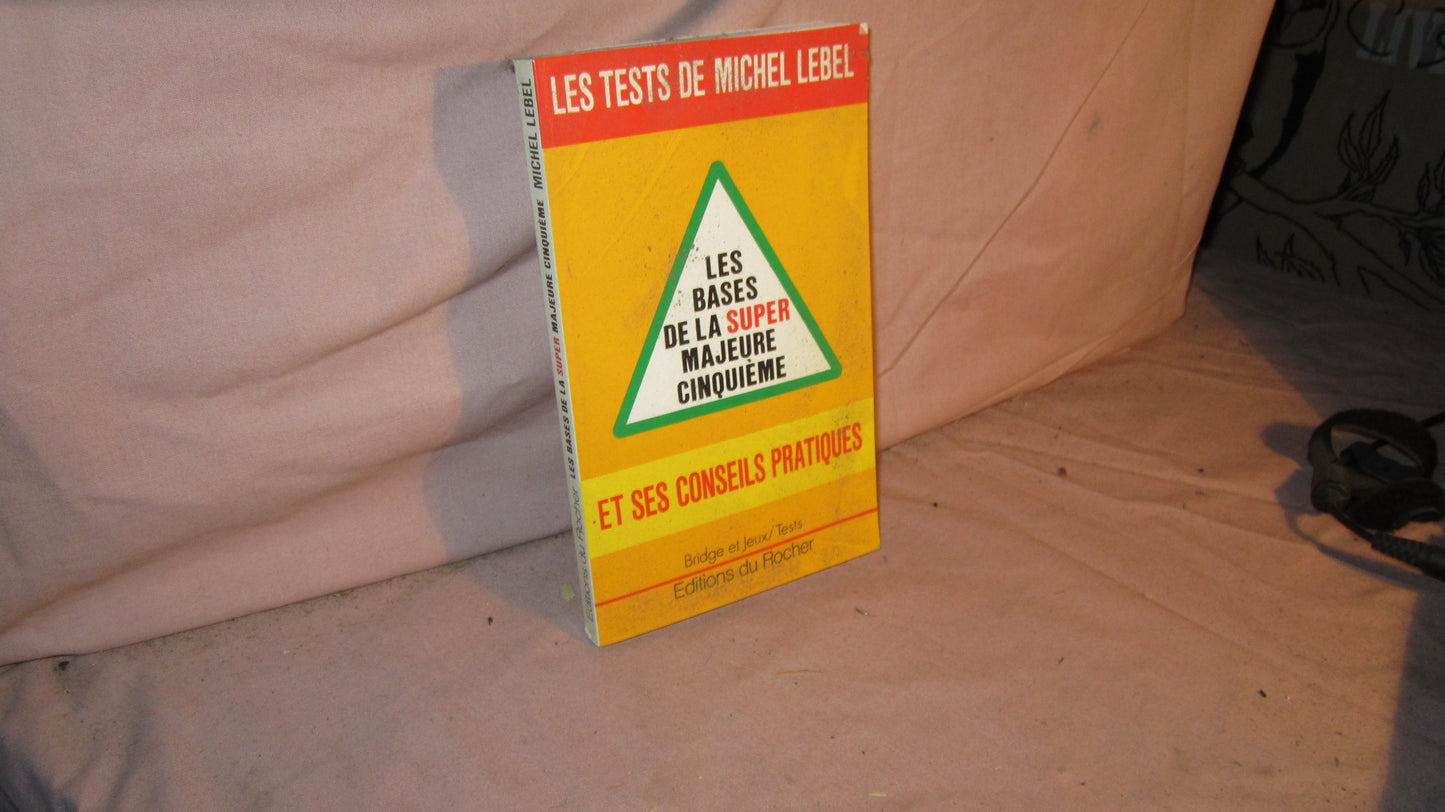 LES TESTS DE MICHEL LEBEL
LES
BASES
DE LA SUPER
MAJEURE
CINQUIÈME
ET SES CONSEILS PRATIQUES
Bridge et Jeux/Tests
Editions du Rocher
Editions du Rocher LES BASES DE LA SUPER MAJEURE CINQUIÈME MICHEL LEBEL